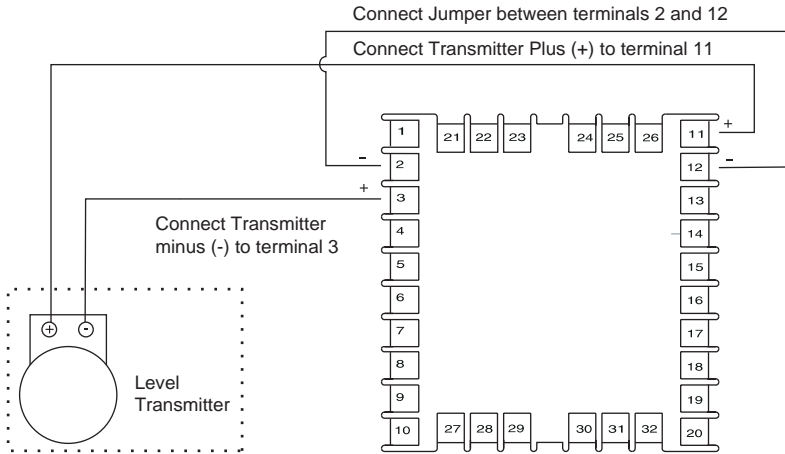 Connect Jumper between terminals 2 and 12
Connect Transmitter Plus (+) to terminal 11
1 21 22 23 24 25 26 11 +
- 2 12 -
+ 3 13
Connect Transmitter
minus (-) to terminal 3
4 14
5 15
6 16
+ -
7 17
8 18
Level
Transmitter
9 19
10 27 28 29 30 31 32 20